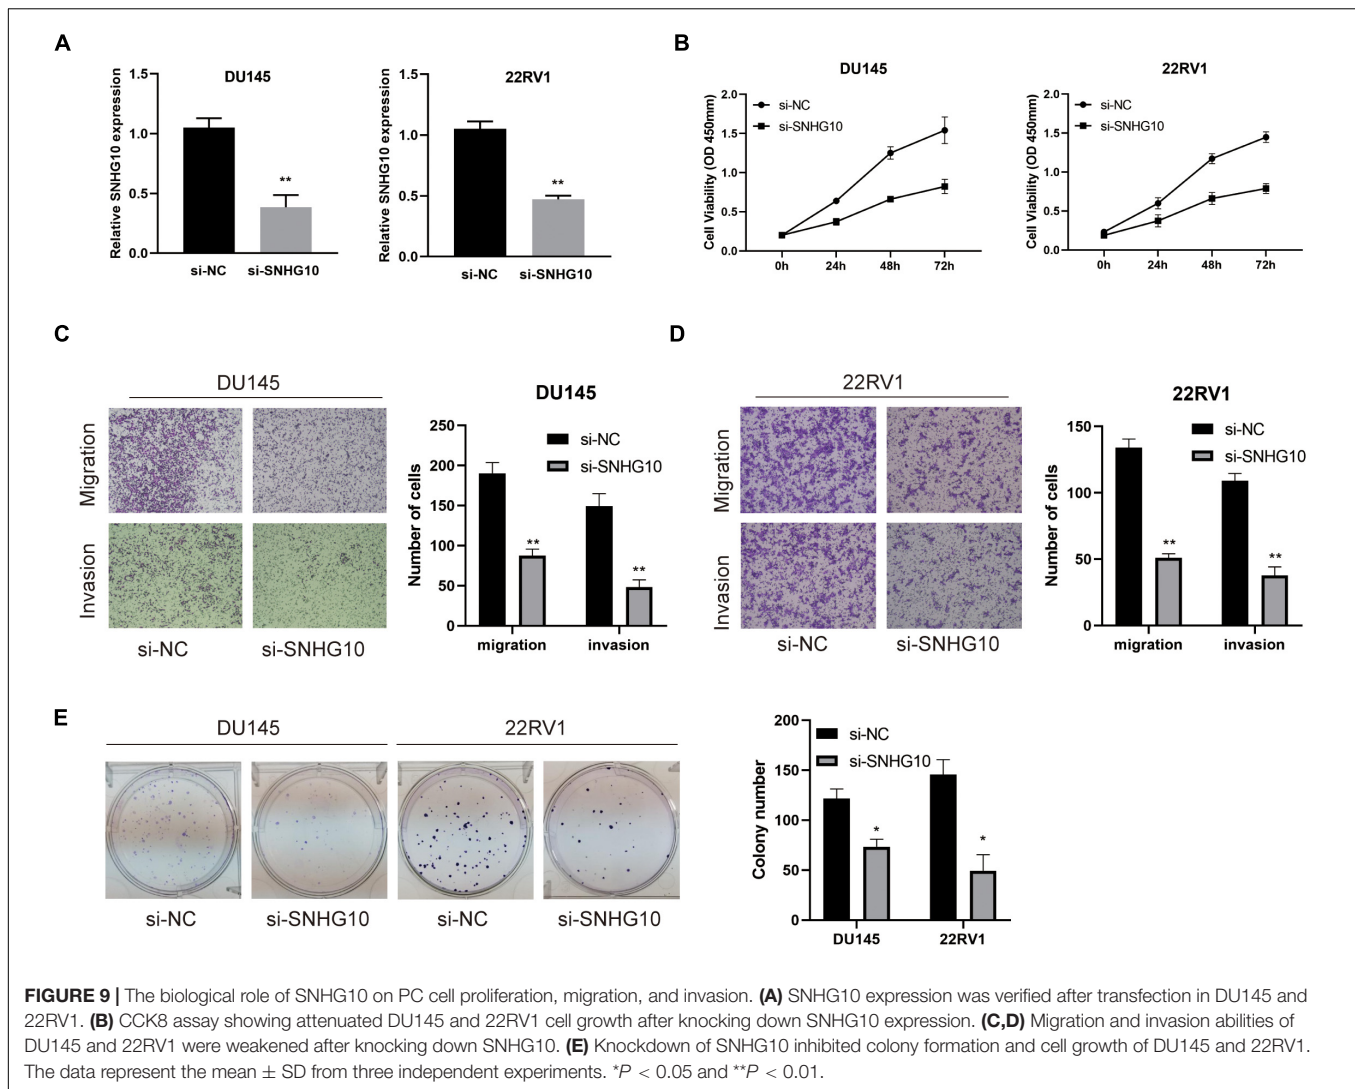 A
DU145
Relative SNHG10 expression
1.5
1.0
0.5
0.0
**
si-NC
si-SNHG10
22RV1
Relative SNHG10 expression
1.5
1.0
0.5
0.0
**
si-NC
si-SNHG10
B
DU145
Cell Viability (OD 450mm)
2.0
1.5
1.0
0.5
0.0
si-NC
si-SNHG10
0h
24h
48h
72h
22RV1
Cell Viability (OD 450mm)
2.0
1.5
1.0
0.5
0.0
si-NC
si-SNHG10
0h
24h
48h
72h
C
DU145
Migration
Invasion
si-NC
si-SNHG10
DU145
Number of cells
250
200
150
100
50
0
si-NC
si-SNHG10
**
**
migration
invasion
D
22RV1
Migration
Invasion
si-NC
si-SNHG10
22RV1
Number of cells
150
100
50
0
si-NC
si-SNHG10
**
**
migration
invasion
E
DU145
22RV1
si-NC
si-SNHG10
si-NC
si-SNHG10
Colony number
200
150
100
50
0
si-NC
si-SNHG10
*
*
DU145
22RV1
FIGURE 9 | The biological role of SNHG10 on PC cell proliferation, migration, and invasion. (A) SNHG10 expression was verified after transfection in DU145 and
22RV1. (B) CCK8 assay showing attenuated DU145 and 22RV1 cell growth after knocking down SNHG10 expression. (C,D) Migration and invasion abilities of
DU145 and 22RV1 were weakened after knocking down SNHG10. (E) Knockdown of SNHG10 inhibited colony formation and cell growth of DU145 and 22RV1.
The data represent the mean ± SD from three independent experiments. *P < 0.05 and **P < 0.01.